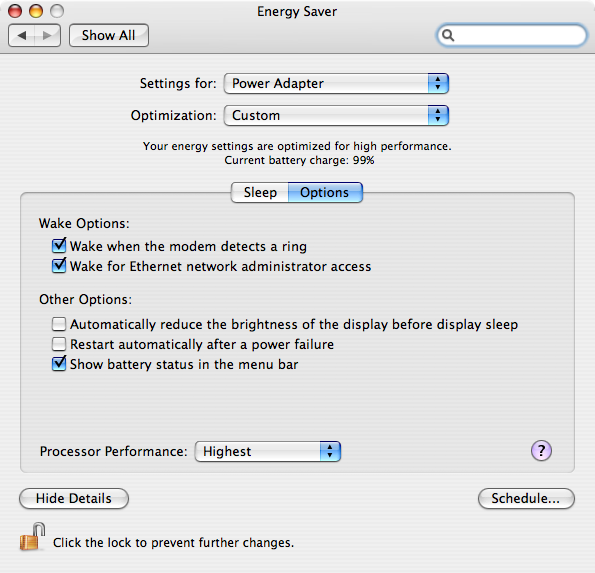 Energy Saver
Show All
Settings for: Power Adapter
Optimization: Custom
Your energy settings are optimized for high performance.
Current battery charge: 99%
Sleep Options
Wake Options:
Wake when the modem detects a ring
Wake for Ethernet network administrator access
Other Options:
Automatically reduce the brightness of the display before display sleep
Restart automatically after a power failure
Show battery status in the menu bar
Processor Performance: Highest ?
Hide Details Schedule...
Click the lock to prevent further changes.